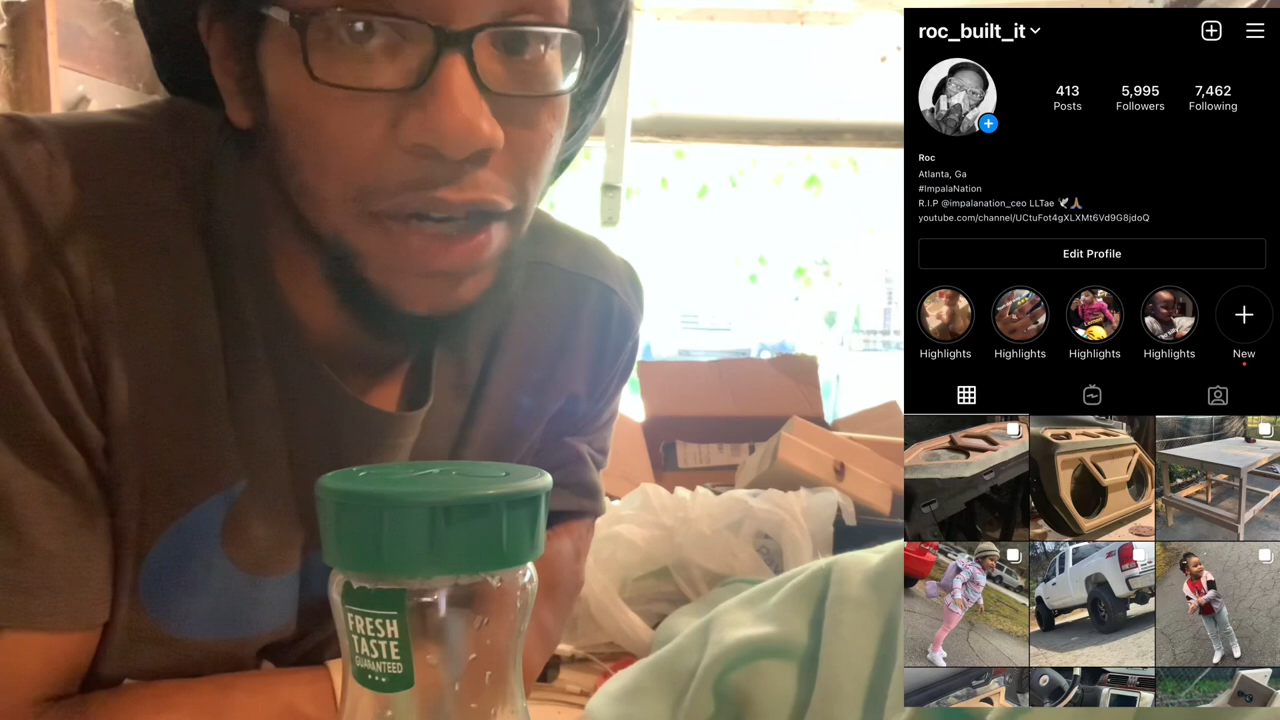 FRESH
TASTE
GUARANTEED
roc_built_it
413
Posts
5,995
Followers
7,462
Following
Roc
Atlanta, Ga
#ImpalaNation
R.I.P @impalanation_ceo LLTae 🕊🙏🏾
youtube.com/channel/UCtuFot4gXLXMt6Vd9G8jdoQ
Edit Profile
Highlights
Highlights
Highlights
Highlights
New